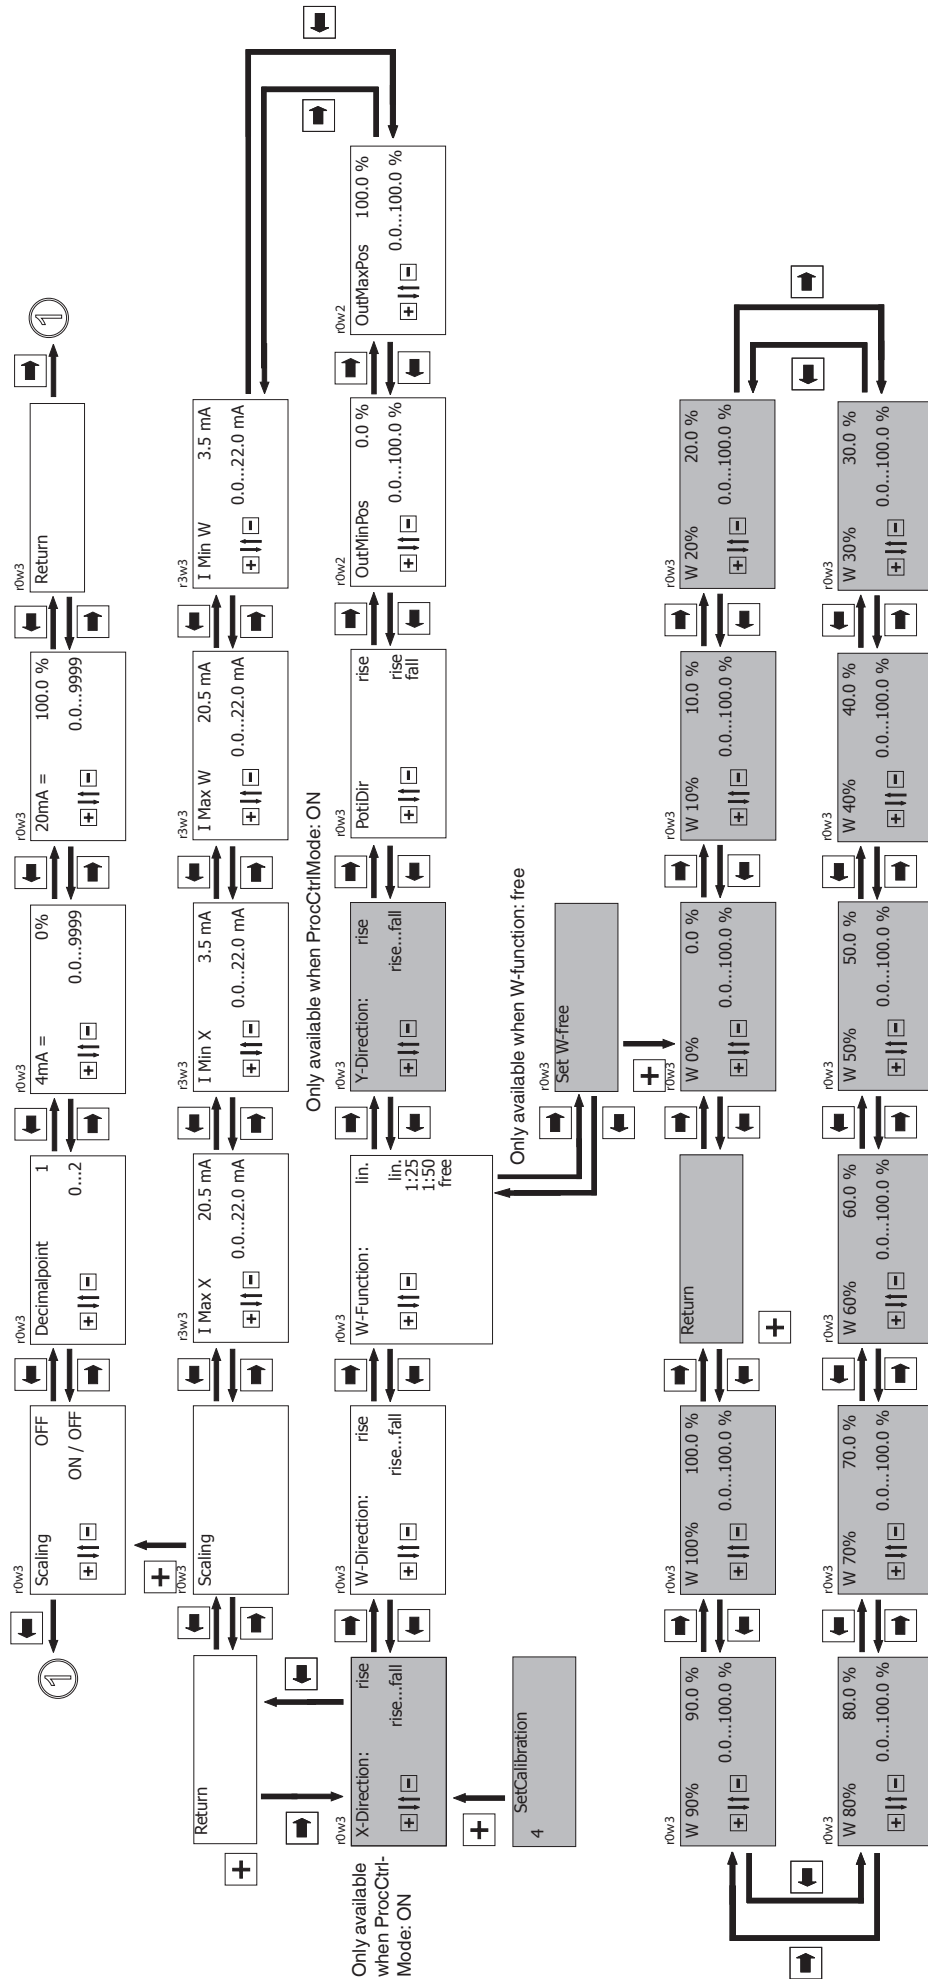 ①
r0w3
Scaling OFF
ON / OFF
r0w3
Decimalpoint 1
0...2
r0w3
4mA = 0%
0.0...9999
r0w3
20mA = 100.0 %
0.0...9999
r0w3
Return
①
Return
+
+
r0w3
Scaling
r3w3
I Max X 20.5 mA
0.0...22.0 mA
r3w3
I Min X 3.5 mA
0.0...22.0 mA
r3w3
I Max W 20.5 mA
0.0...22.0 mA
r3w3
I Min W 3.5 mA
0.0...22.0 mA
Only available when ProcCtrlMode: ON
Only available
when ProcCtrl-
Mode: ON
r0w3
X-Direction: rise
rise...fall
r0w3
W-Direction: rise
rise...fall
r0w3
W-Function: lin.
lin.
1:25
1:50
free
r0w3
Y-Direction: rise
rise...fall
r0w3
PotiDir rise
rise
fall
r0w2
OutMinPos 0.0 %
0.0...100.0 %
r0w2
OutMaxPos 100.0 %
0.0...100.0 %
+
SetCalibration
4
Only available when W-function: free
r0w3
Set W-free
+
r0w3
W 90% 90.0 %
0.0...100.0 %
r0w3
W 100% 100.0 %
0.0...100.0 %
Return
+
r0w3
W 0% 0.0 %
0.0...100.0 %
r0w3
W 10% 10.0 %
0.0...100.0 %
r0w3
W 20% 20.0 %
0.0...100.0 %
r0w3
W 80% 80.0 %
0.0...100.0 %
r0w3
W 70% 70.0 %
0.0...100.0 %
r0w3
W 60% 60.0 %
0.0...100.0 %
r0w3
W 50% 50.0 %
0.0...100.0 %
r0w3
W 40% 40.0 %
0.0...100.0 %
r0w3
W 30% 30.0 %
0.0...100.0 %